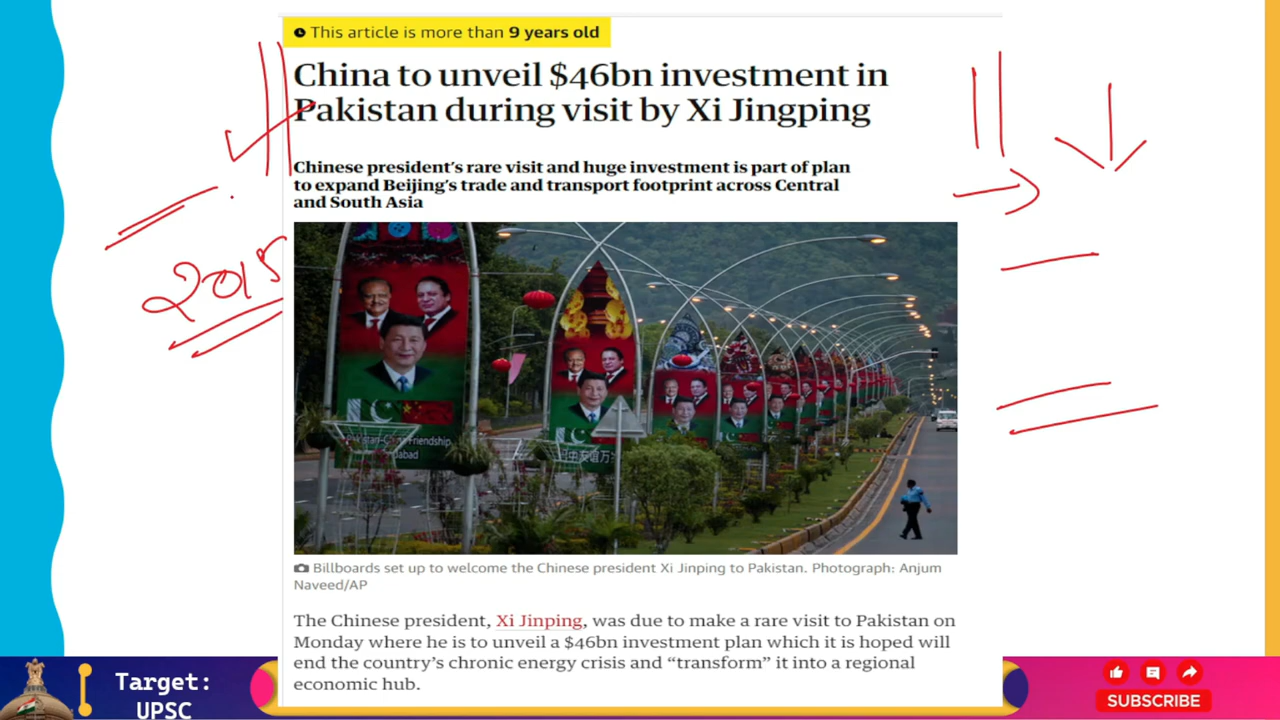 This article is more than 9 years old
China to unveil $46bn investment in
Pakistan during visit by Xi Jingping
Chinese president's rare visit and huge investment is part of plan
to expand Beijing's trade and transport footprint across Central
and South Asia
2015
Pakistan-China Friendship
Billboards set up to welcome the Chinese president Xi Jinping to Pakistan. Photograph: Anjum
Naveed/AP
The Chinese president, Xi Jinping, was due to make a rare visit to Pakistan on
Monday where he is to unveil a $46bn investment plan which it is hoped will
end the country's chronic energy crisis and “transform” it into a regional
economic hub.
Target:
UPSC
SUBSCRIBE